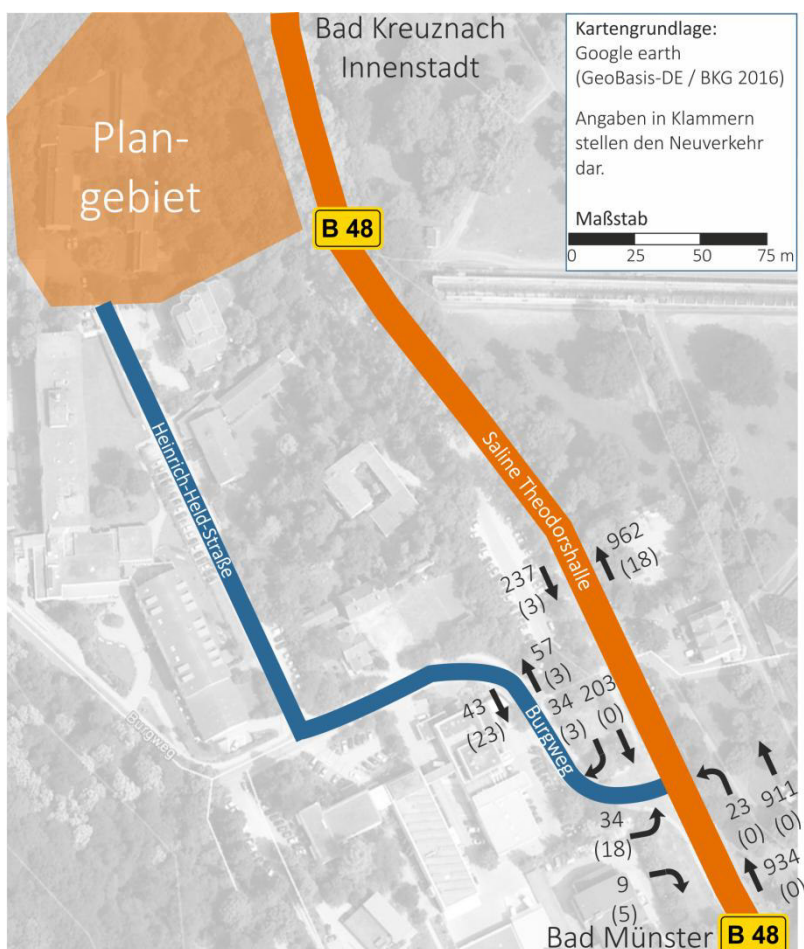 Bad Kreuznach
Innenstadt
Kartengrundlage:
Google earth
(GeoBasis-DE / BKG 2016)
Angaben in Klammern
stellen den Neuverkehr
dar.
Maßstab
0 25 50 75 m
Plan-
gebiet
B 48
Heinrich-Held-Straße
Saline Theodorshalle
962
(18)
237
(3)
57
(3)
43
(23)
34
(3)
203
(0)
Burgweg
Burgweg
34
(18)
9
(5)
23
(0)
911
(0)
934
(0)
Bad Münster
B 48